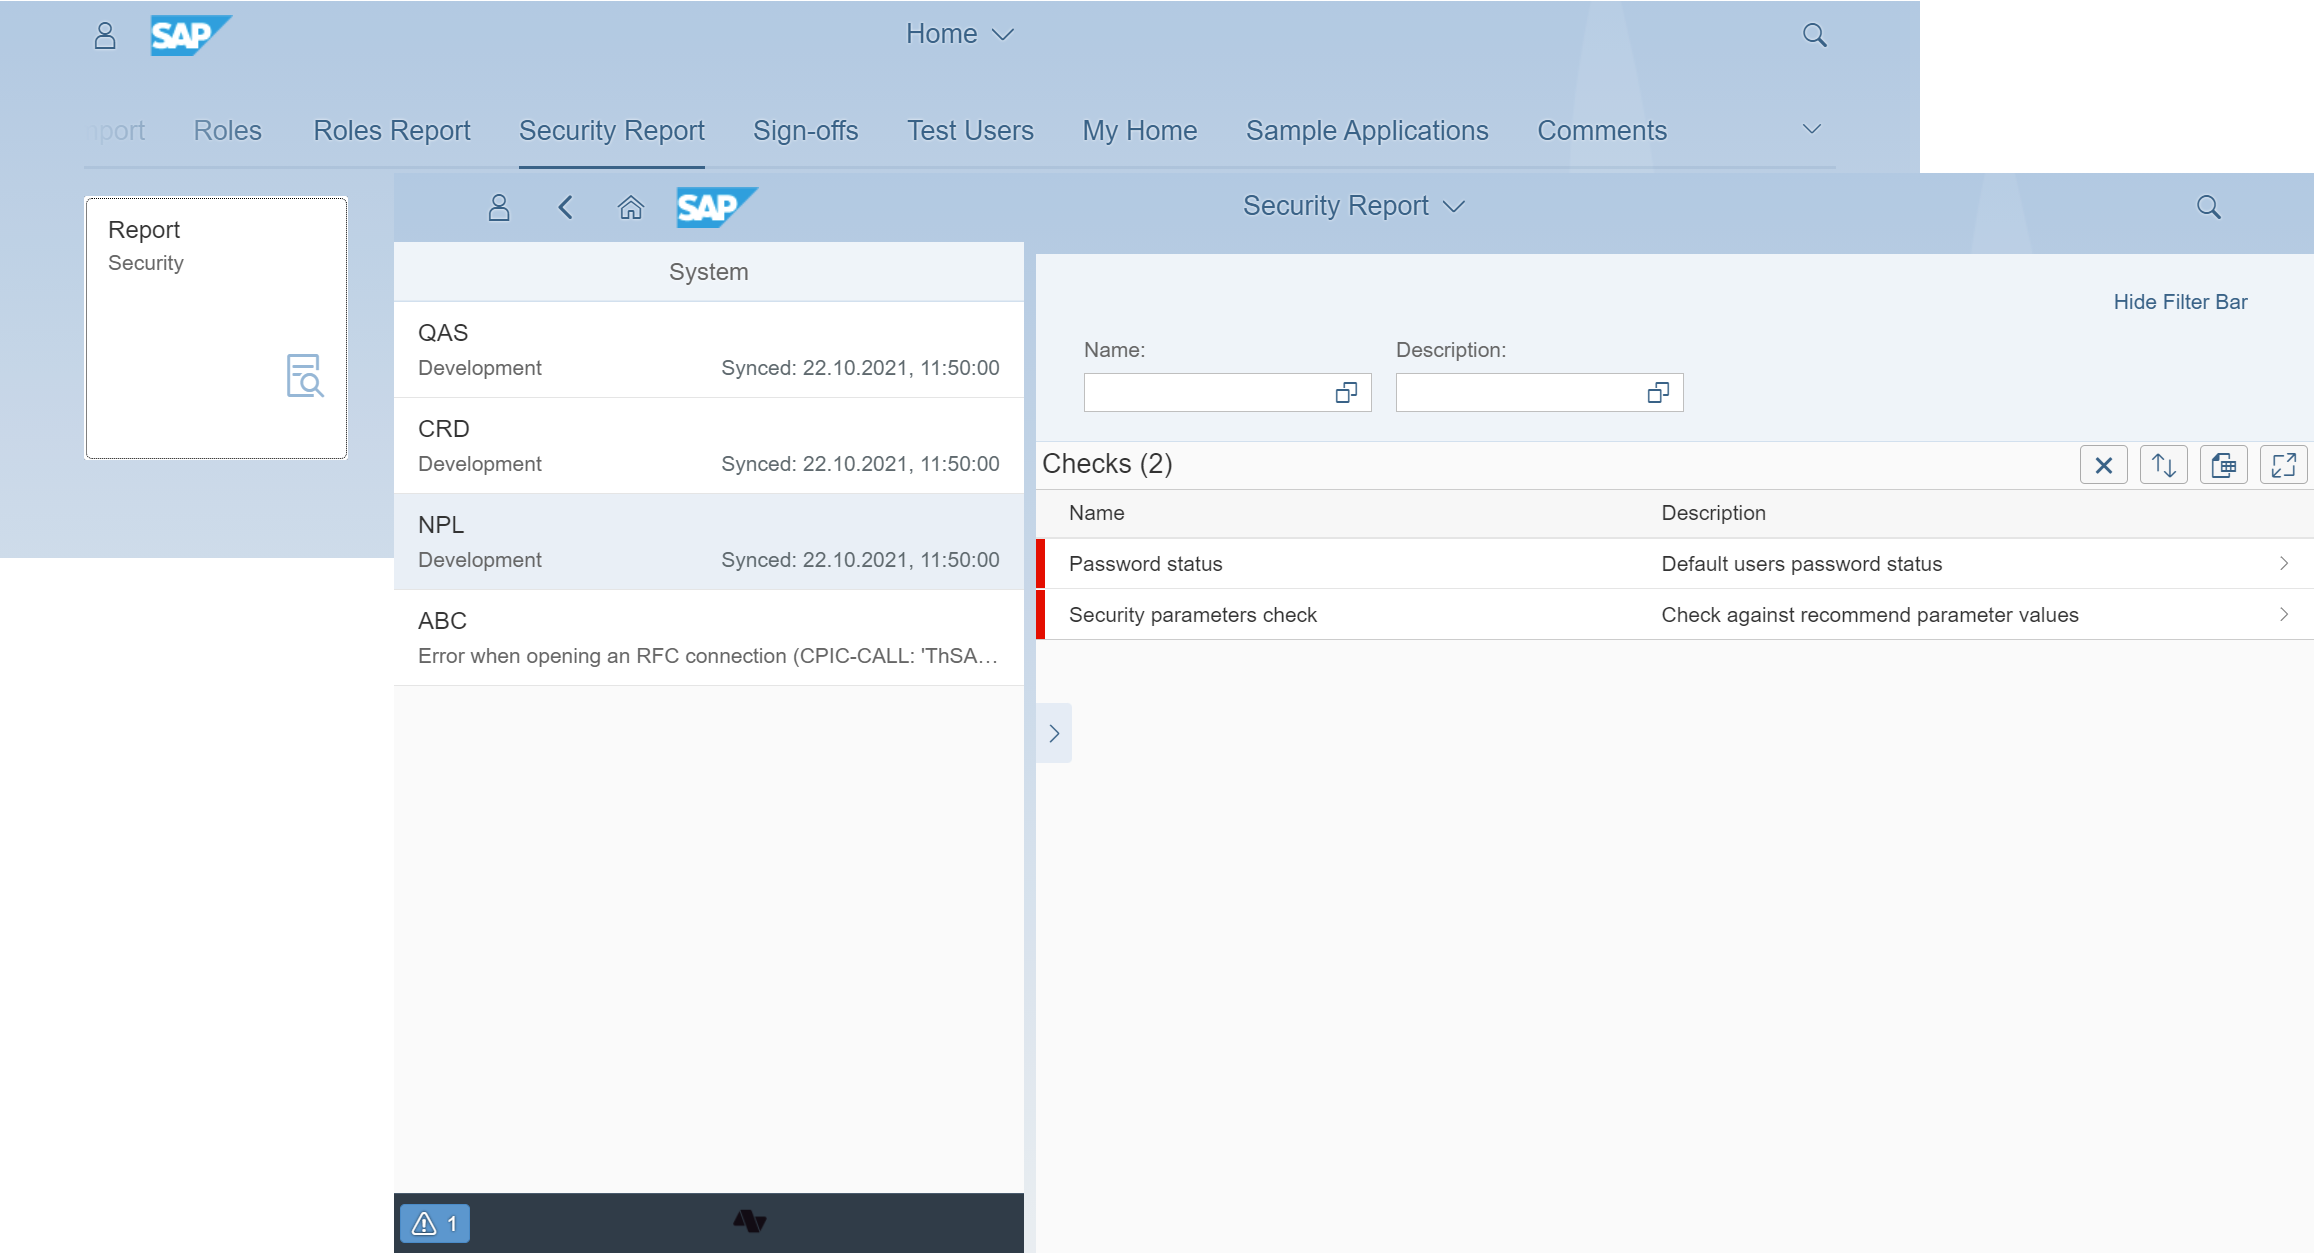 SAP
Home
Roles
Roles Report
Security Report
Sign-offs
Test Users
My Home
Sample Applications
Comments
Report
Security
SAP
Security Report
System
QAS
Development Synced: 22.10.2021, 11:50:00
CRD
Development Synced: 22.10.2021, 11:50:00
NPL
Development Synced: 22.10.2021, 11:50:00
ABC
Error when opening an RFC connection (CPIC-CALL: 'ThSA…
1
Hide Filter Bar
Name: Description:
Checks (2)
Name Description
Password status Default users password status
Security parameters check Check against recommend parameter values